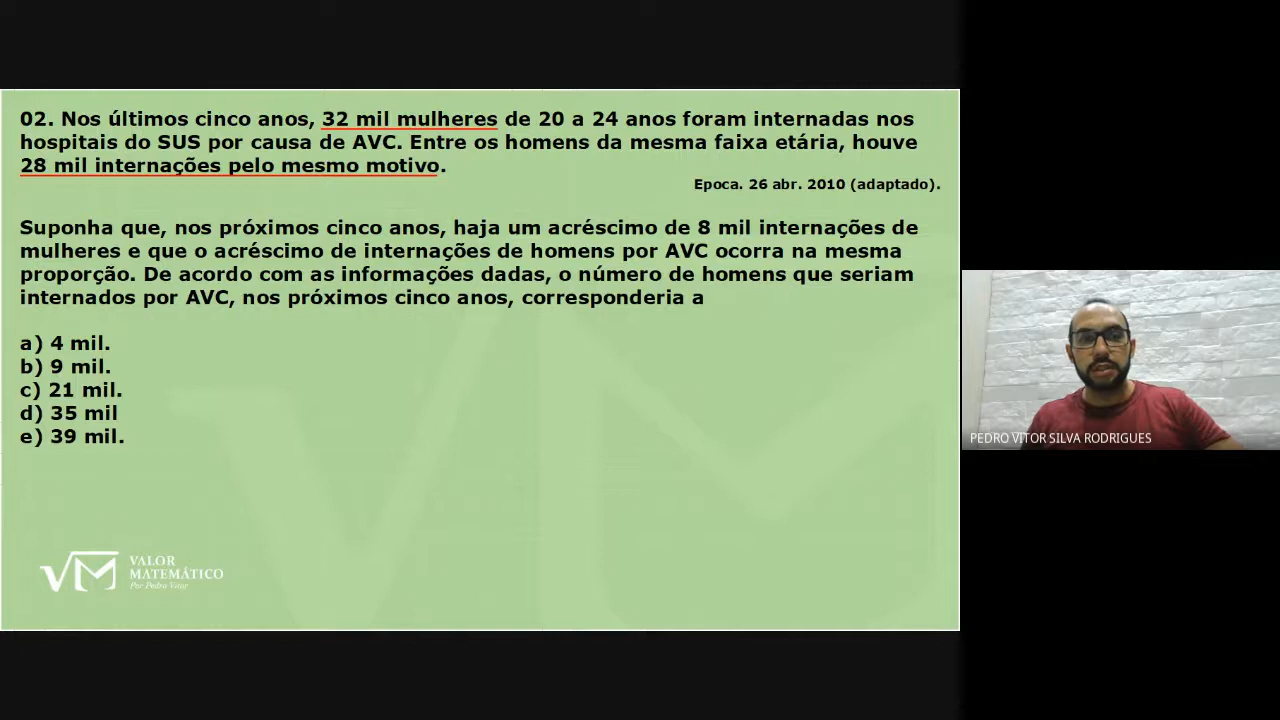 02. Nos últimos cinco anos, 32 mil mulheres de 20 a 24 anos foram internadas nos
hospitais do SUS por causa de AVC. Entre os homens da mesma faixa etária, houve
28 mil internações pelo mesmo motivo.
Epoca. 26 abr. 2010 (adaptado).
Suponha que, nos próximos cinco anos, haja um acréscimo de 8 mil internações de
mulheres e que o acréscimo de internações de homens por AVC ocorra na mesma
proporção. De acordo com as informações dadas, o número de homens que seriam
internados por AVC, nos próximos cinco anos, corresponderia a
a) 4 mil.
b) 9 mil.
c) 21 mil.
d) 35 mil
e) 39 mil.
VM VALOR
MATEMÁTICO
Por Pedro Vitor
PEDRO VITOR SILVA RODRIGUES